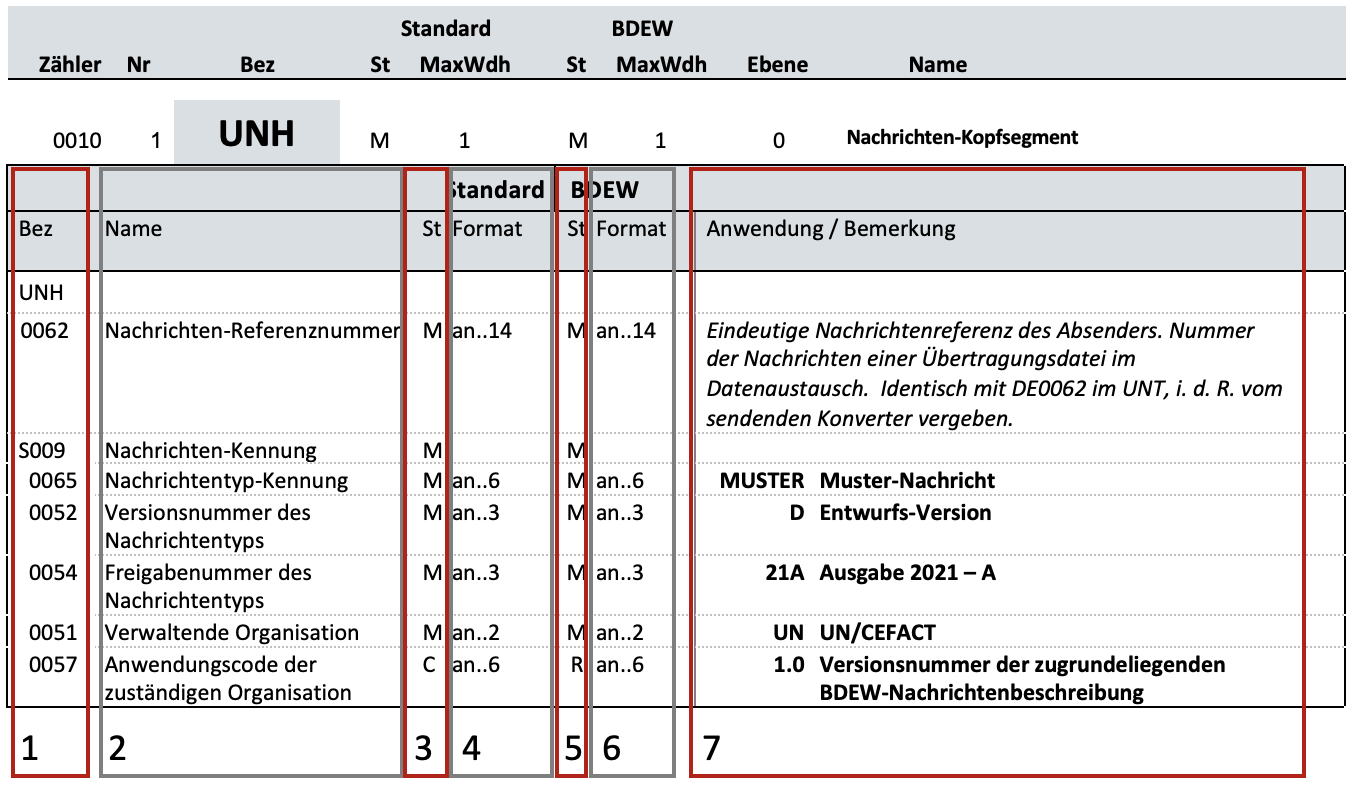 Standard BDEW
Zähler Nr Bez St MaxWdh St MaxWdh Ebene Name
0010 1 UNH M 1 M 1 0 Nachrichten-Kopfsegment
Standard BDEW
Bez Name St Format St Format Anwendung / Bemerkung
UNH
0062 Nachrichten-Referenznummer M an..14 M an..14 Eindeutige Nachrichtenreferenz des Absenders. Nummer
der Nachrichten einer Übertragungsdatei im
Datenaustausch. Identisch mit DE0062 im UNT, i. d. R. vom
sendenden Konverter vergeben.
S009 Nachrichten-Kennung M M
0065 Nachrichtentyp-Kennung M an..6 M an..6 MUSTER Muster-Nachricht
0052 Versionsnummer des M an..3 M an..3 D Entwurfs-Version
Nachrichtentyps
0054 Freigabenummer des M an..3 M an..3 21A Ausgabe 2021 – A
Nachrichtentyps
0051 Verwaltende Organisation M an..2 M an..2 UN UN/CEFACT
0057 Anwendungscode der C an..6 R an..6 1.0 Versionsnummer der zugrundeliegenden
zuständigen Organisation BDEW-Nachrichtenbeschreibung
1 2 3 4 5 6 7